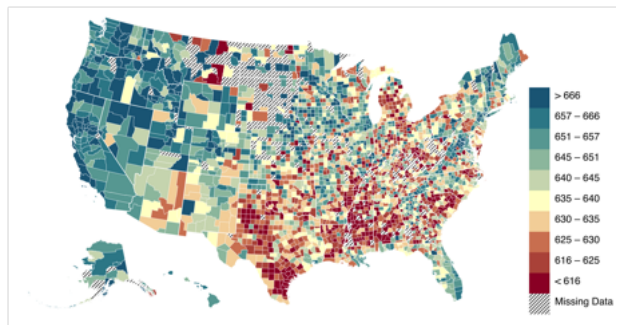 > 666
657 – 666
651 – 657
645 – 651
640 – 645
635 – 640
630 – 635
625 – 630
616 – 625
< 616
Missing Data